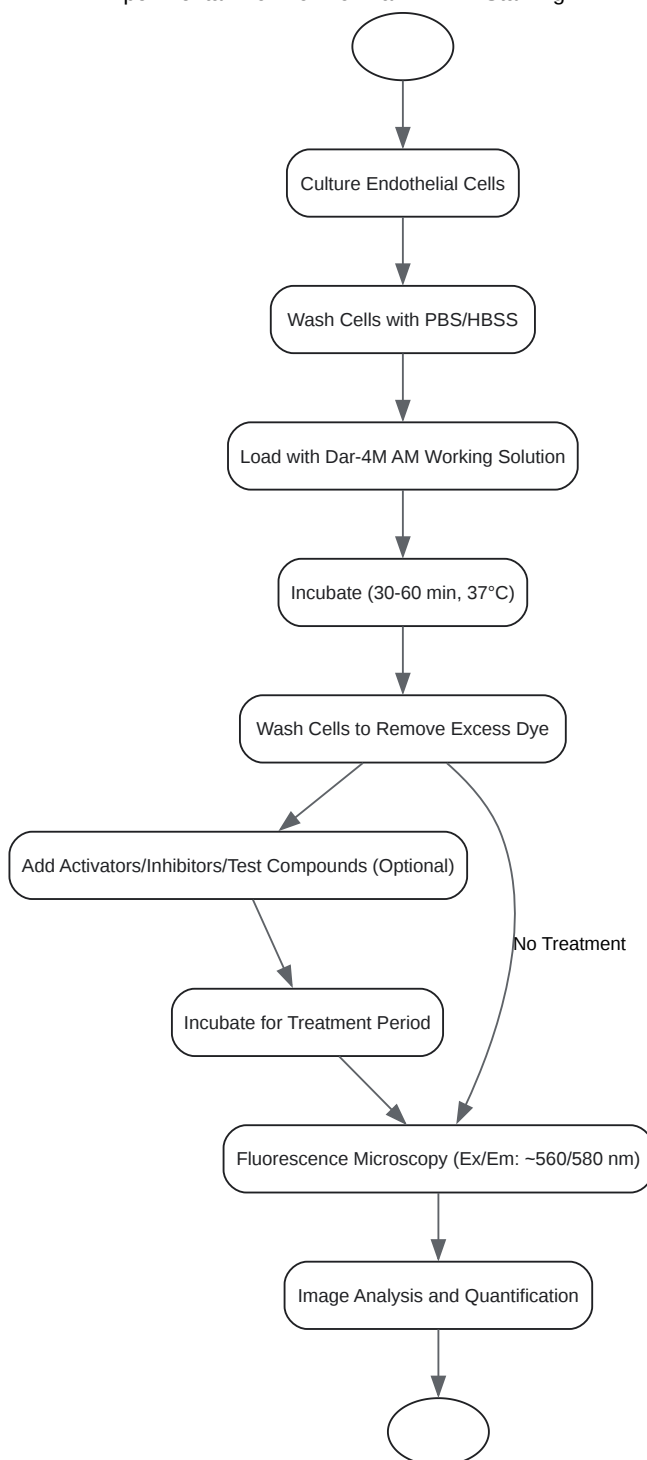 Culture Endothelial Cells
Wash Cells with PBS/HBSS
Load with Dar-4M AM Working Solution
Incubate (30-60 min, 37°C)
Wash Cells to Remove Excess Dye
Add Activators/Inhibitors/Test Compounds (Optional)
No Treatment
Incubate for Treatment Period
Fluorescence Microscopy (Ex/Em: ~560/580 nm)
Image Analysis and Quantification